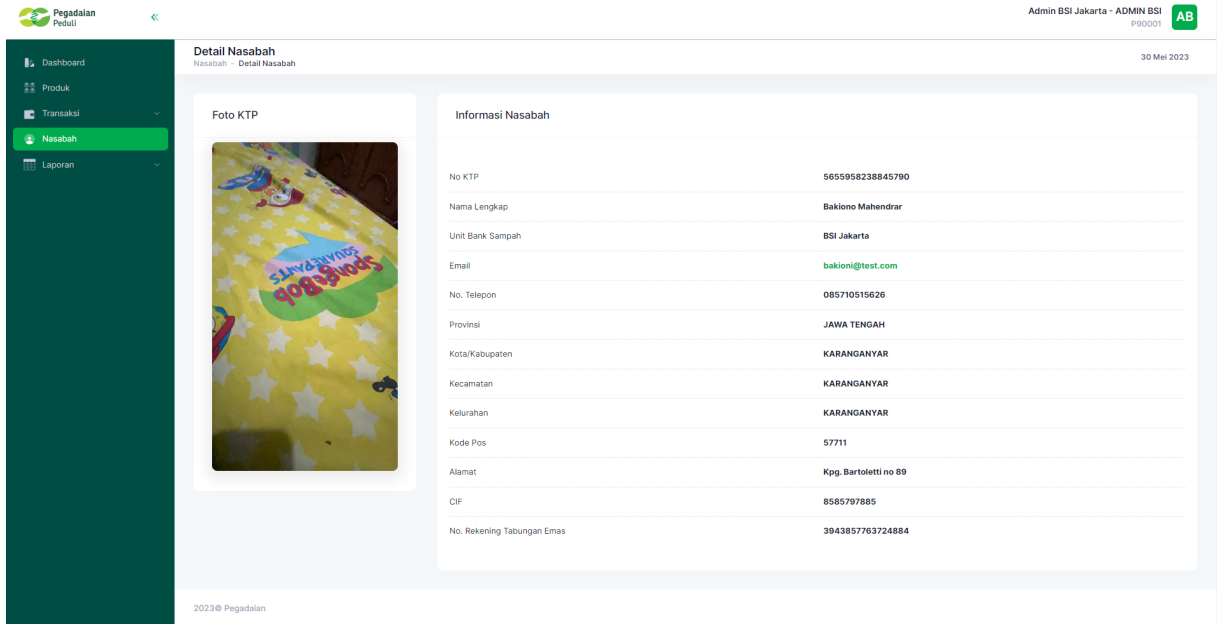 Pegadaian
Peduli
Admin BSI Jakarta - ADMIN BSI
P90001
AB
Dashboard
Produk
Transaksi
Nasabah
Laporan
Detail Nasabah
Nasabah - Detail Nasabah
30 Mei 2023
Foto KTP
SpongeBob
SQUAREPANTS
Informasi Nasabah
No KTP 5655958238845790
Nama Lengkap Bakiono Mahendrar
Unit Bank Sampah BSI Jakarta
Email bakioni@test.com
No. Telepon 085710515626
Provinsi JAWA TENGAH
Kota/Kabupaten KARANGANYAR
Kecamatan KARANGANYAR
Kelurahan KARANGANYAR
Kode Pos 57711
Alamat Kpg. Bartoletti no 89
CIF 8585797885
No. Rekening Tabungan Emas 3943857763724884
2023© Pegadaian